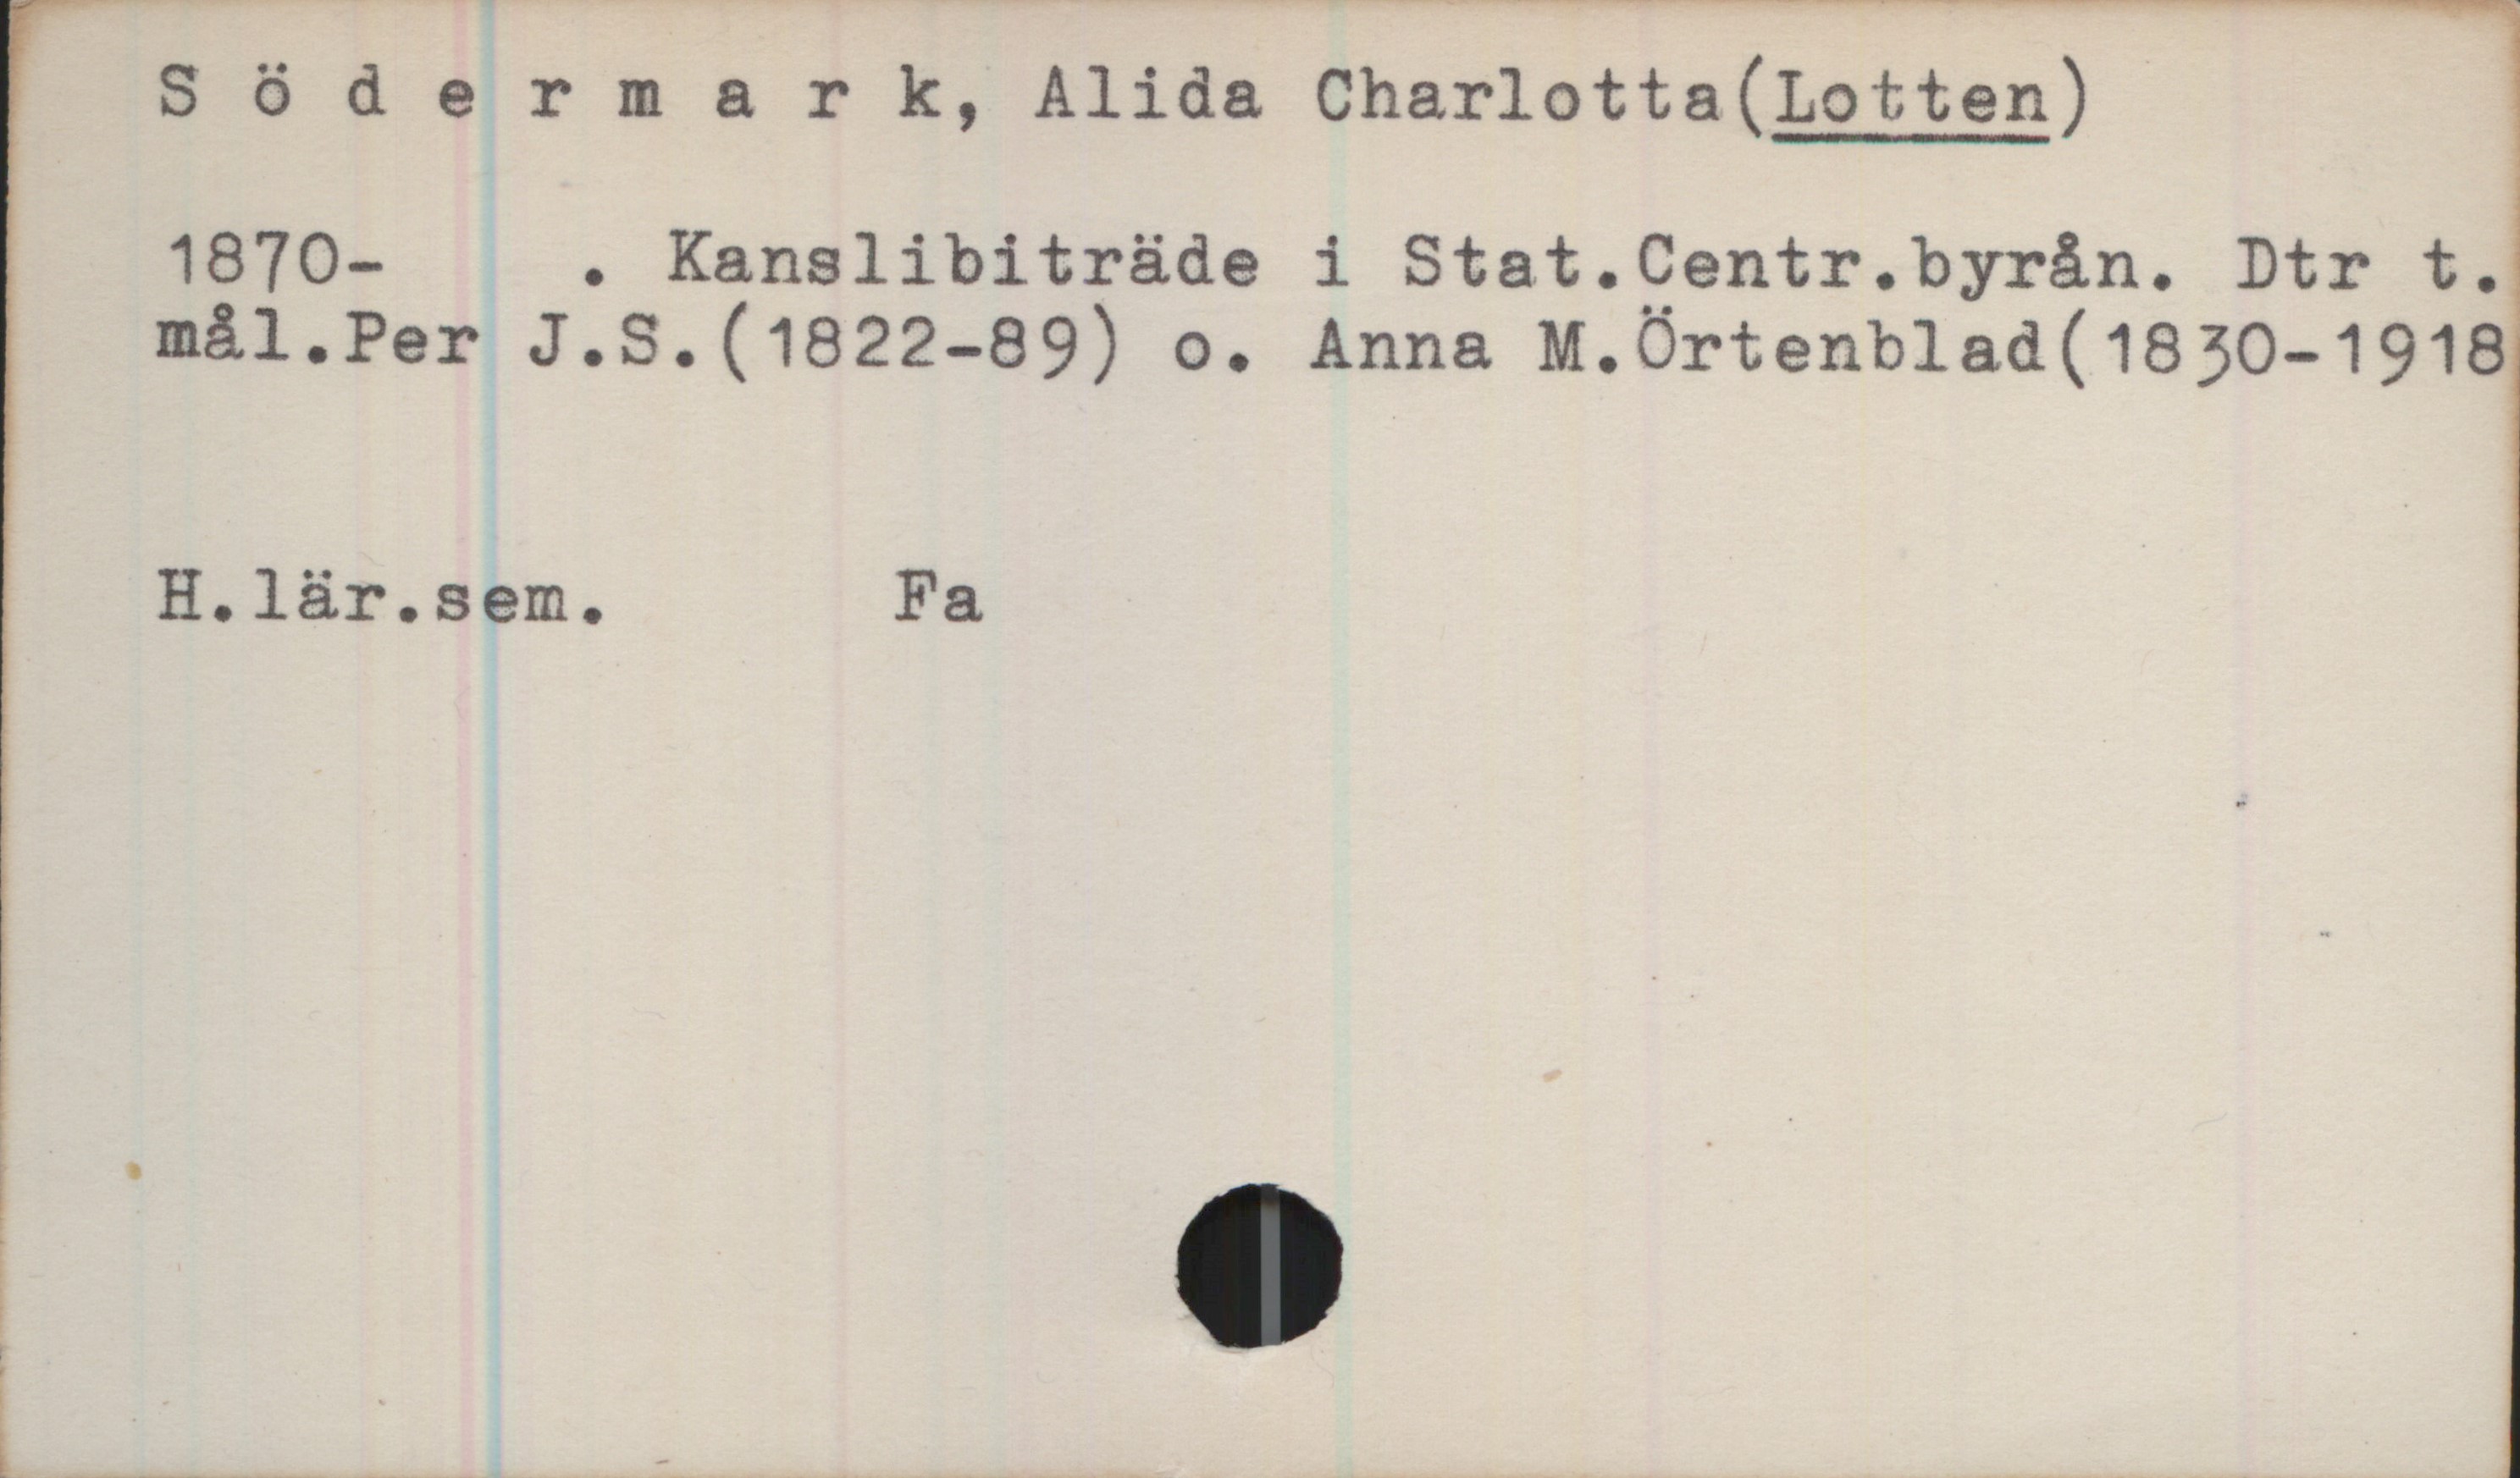 S ö d e r m a r k, Alida Charlotta(Lotten)
1870-    . Kanslibiträde i Stat.Centr.byrån. Dtr t.
mål.Per J.S.(1822-89) o. Anna M.Örtenblad(1830-1918
H.lär.sem.    Fa